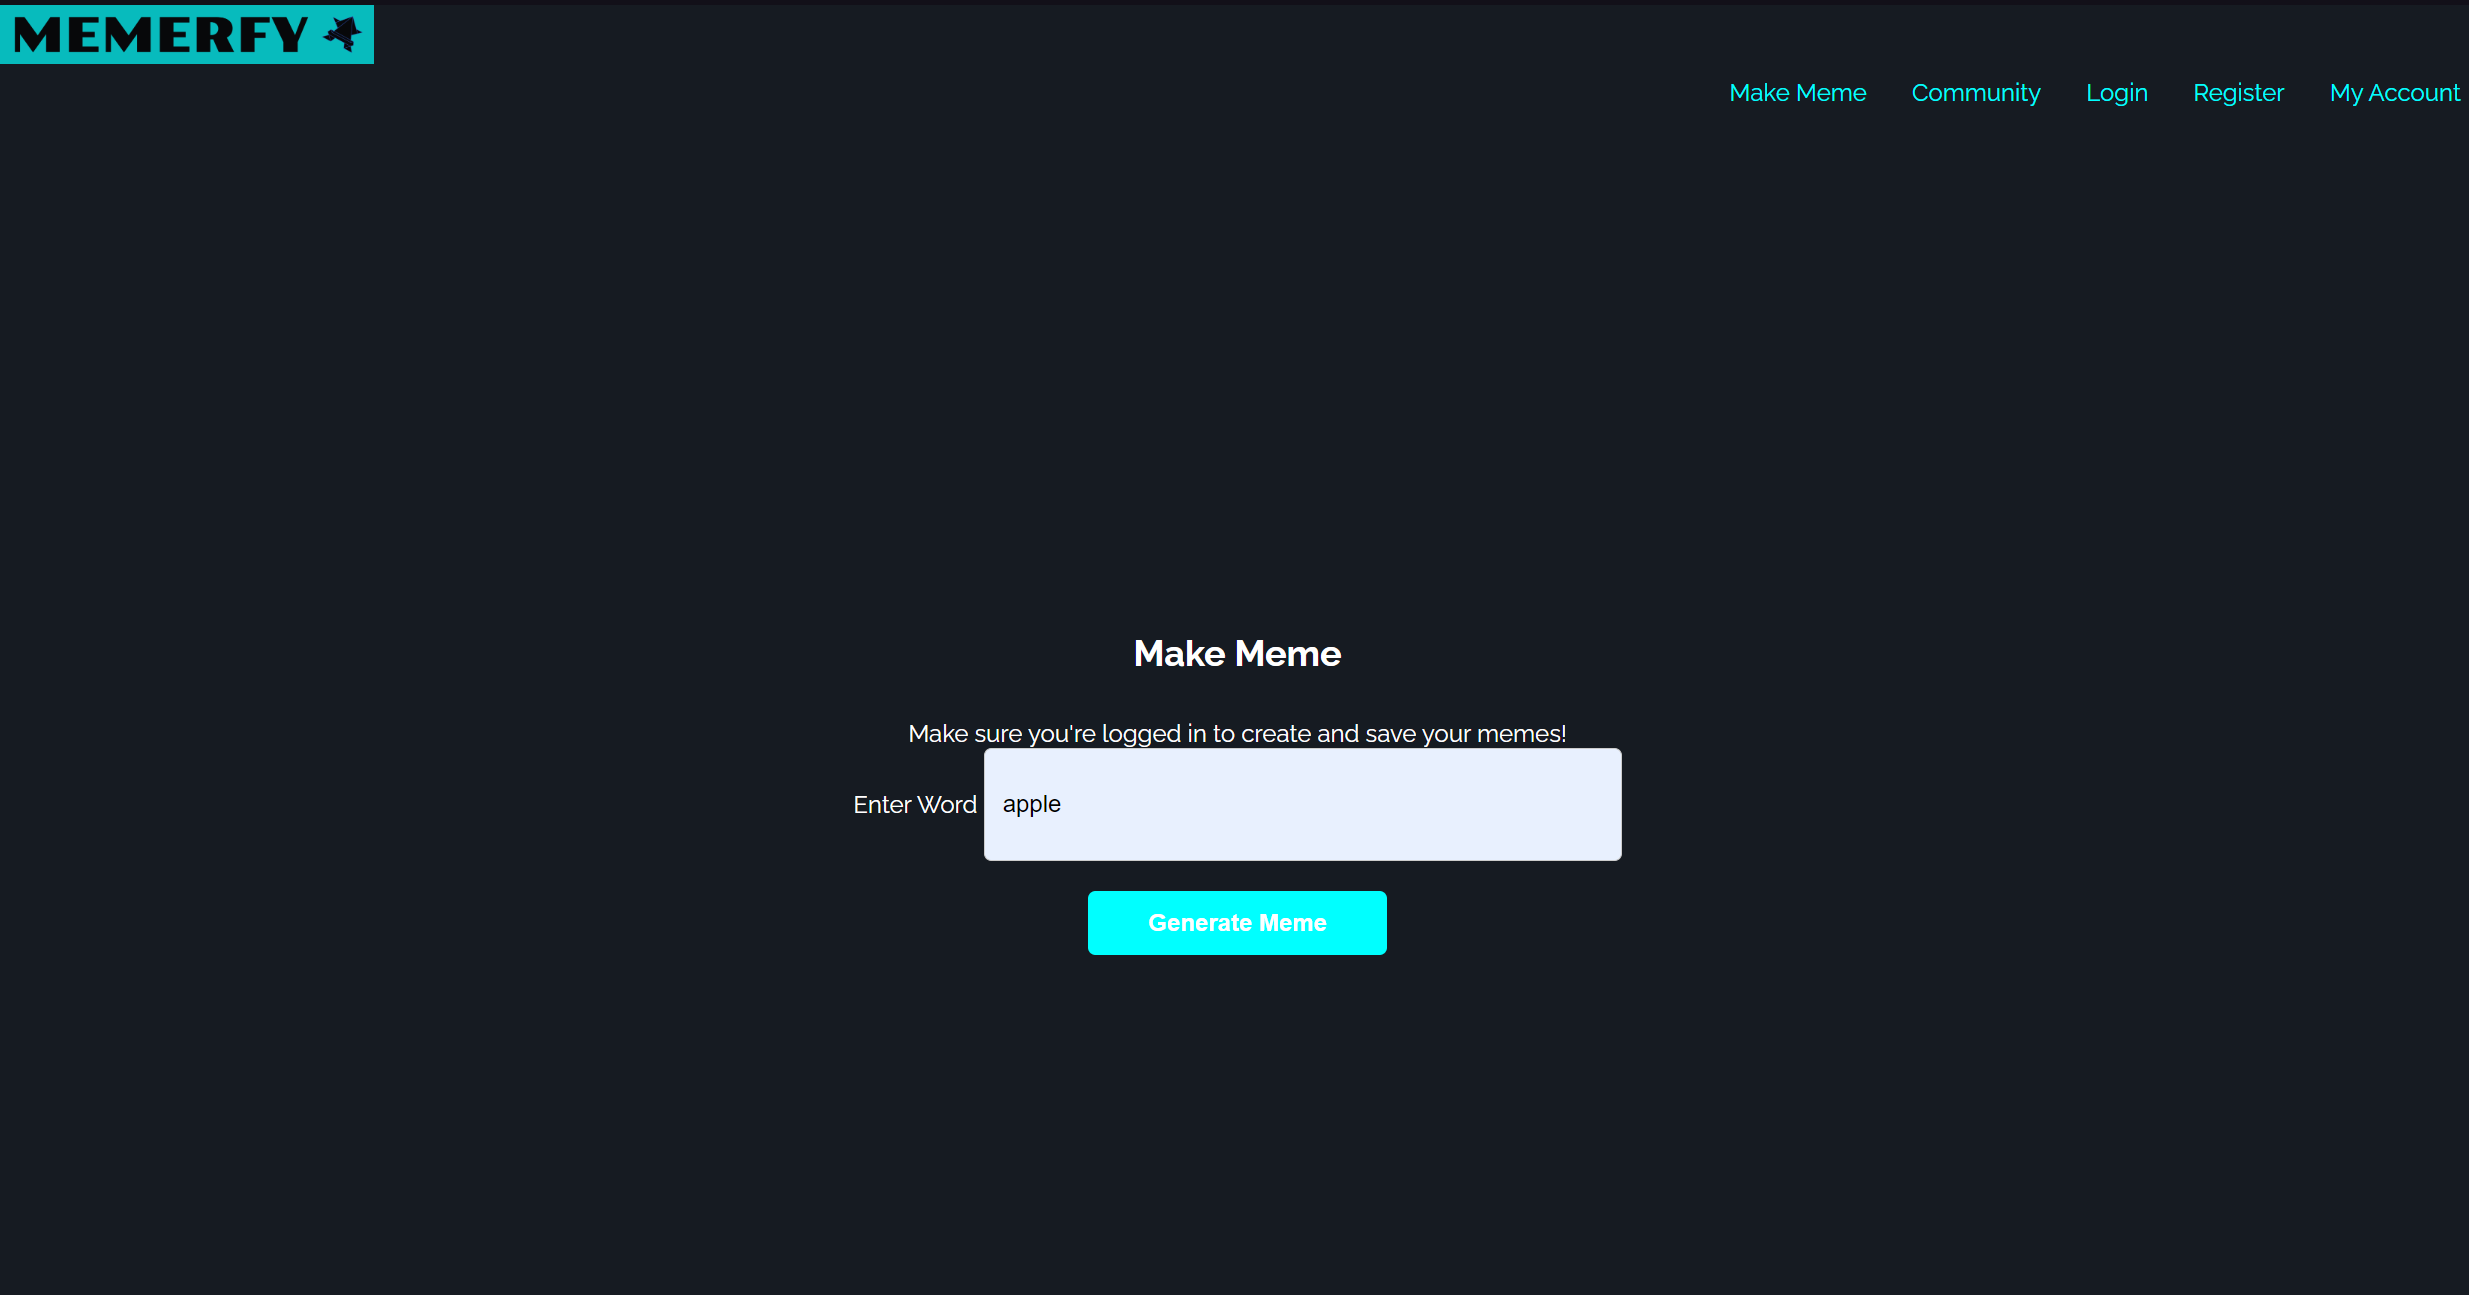 MEMERFY
Make Meme Community Login Register My Account
Make Meme
Make sure you're logged in to create and save your memes!
Enter Word apple
Generate Meme